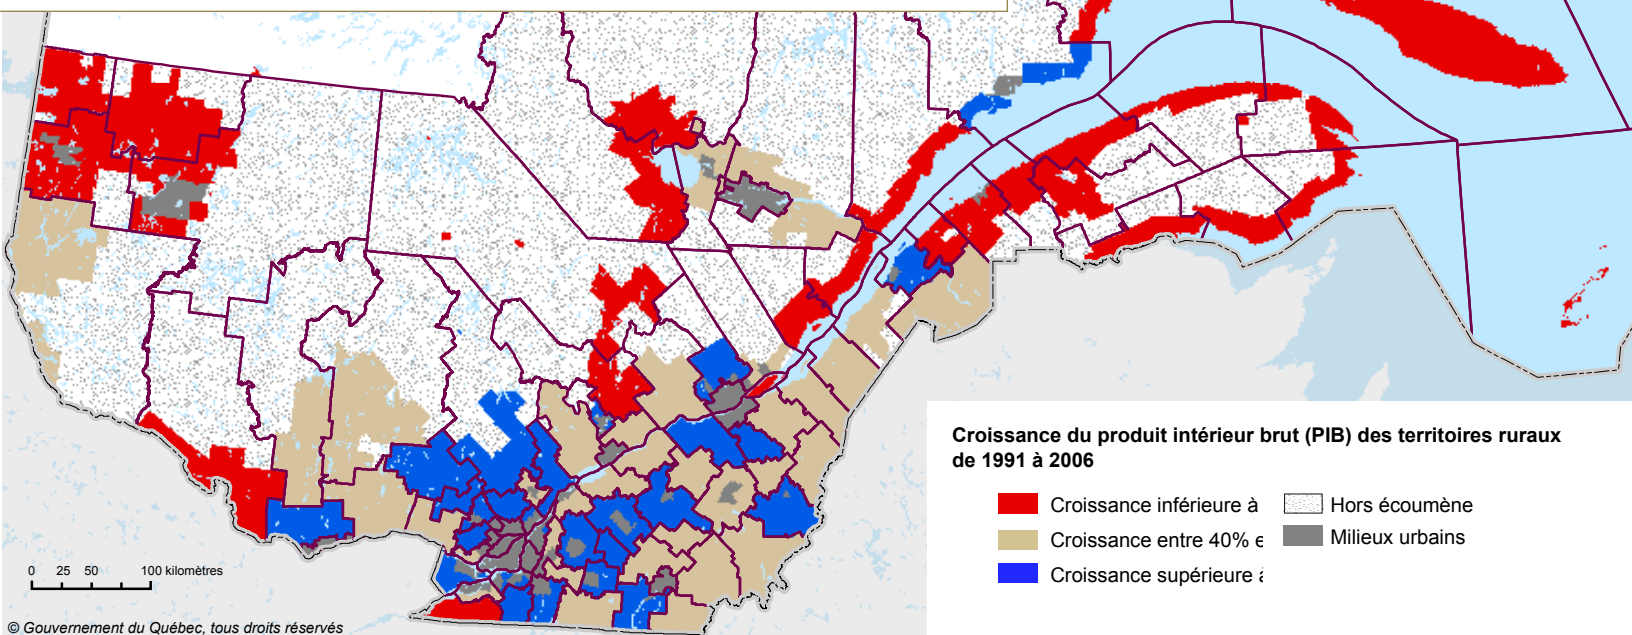 Croissance du produit intérieur brut (PIB) des territoires ruraux
de 1991 à 2006
Croissance inférieure à
Croissance entre 40% e
Croissance supérieure
Hors écoumène
Milieux urbains
0 25 50 100 kilomètres
© Gouvernement du Québec, tous droits réservés